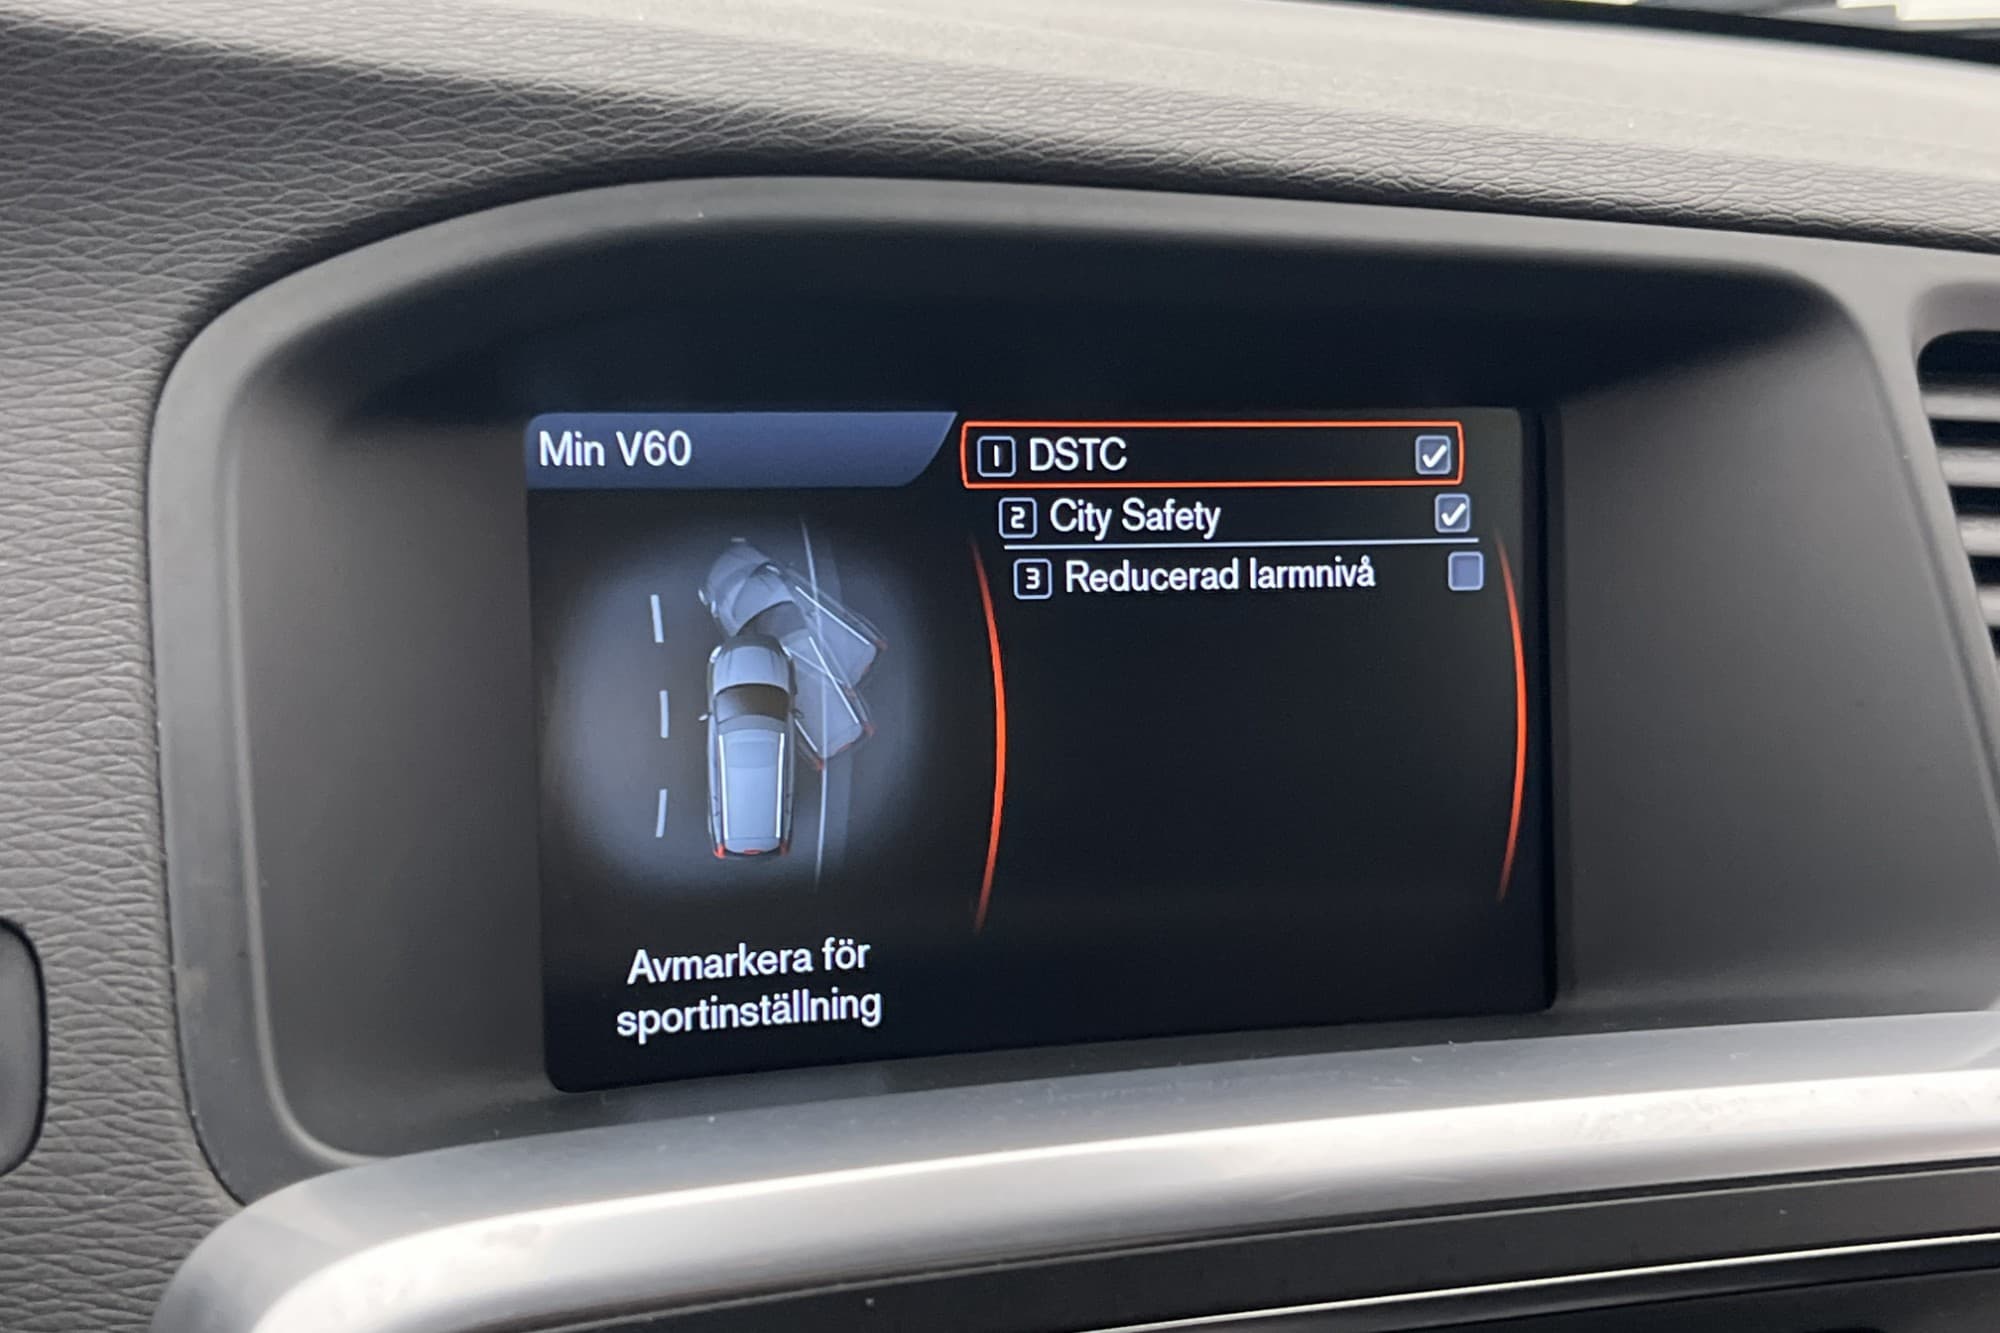 Min V60
1 DSTC
2 City Safety
3 Reducerad larmnivå
Avmarkera för
sportinställning